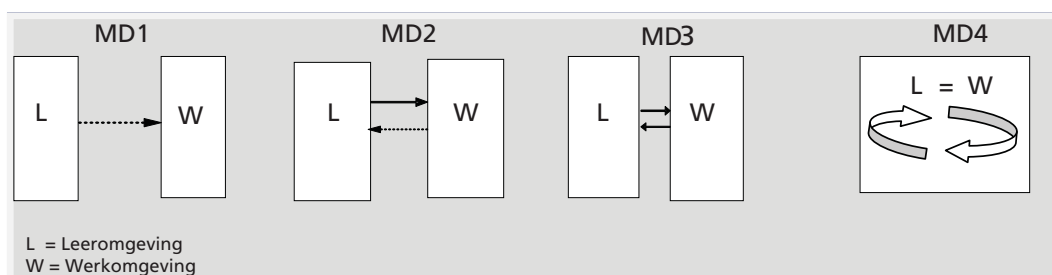 MD1 MD2 MD3 MD4
L W L W L W L = W
L = Leeromgeving
W = Werkomgeving